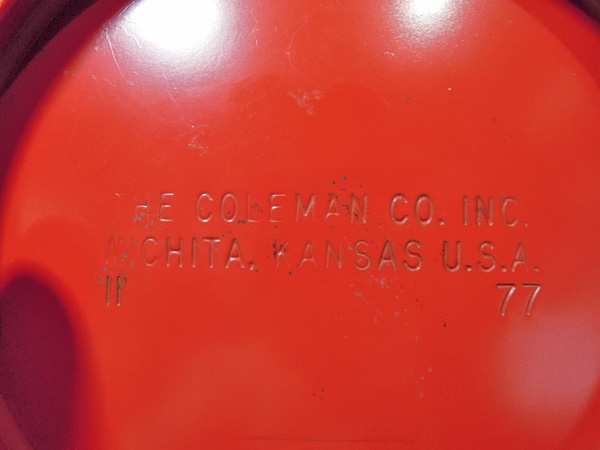 THE COLEMAN CO. INC.
WICHITA, KANSAS U.S.A.
11 77